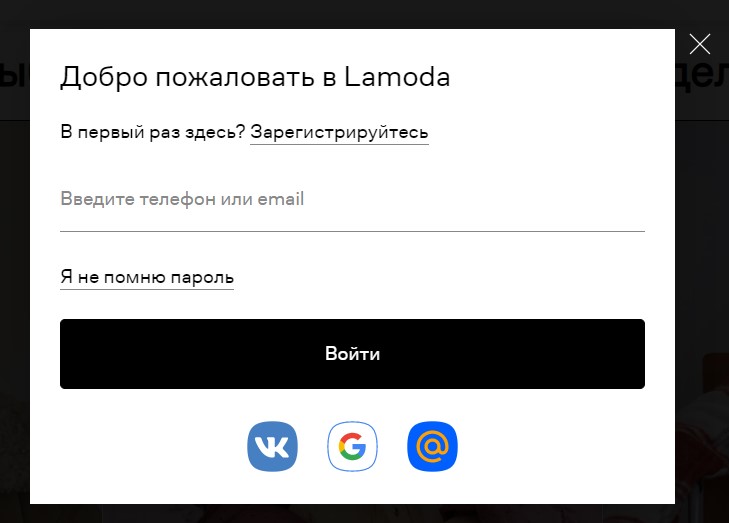 Добро пожаловать в Lamoda
В первый раз здесь? Зарегистрируйтесь
Введите телефон или email
Я не помню пароль
Войти